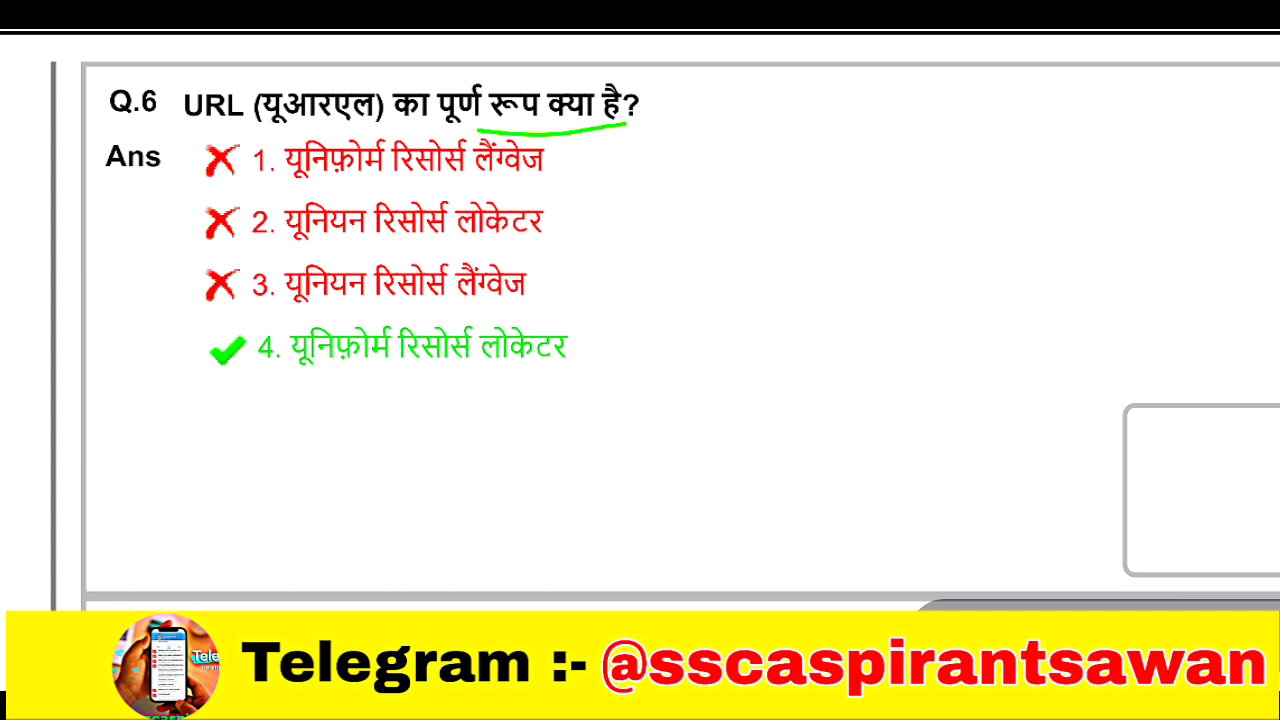 Q.6 URL (यूआरएल) का पूर्ण रूप क्या है?
Ans 1. यूनिफ़ोर्म रिसोर्स लैंग्वेज
2. यूनियन रिसोर्स लोकेटर
3. यूनियन रिसोर्स लैंग्वेज
4. यूनिफ़ोर्म रिसोर्स लोकेटर
Telegram :- @sscaspirantsawan